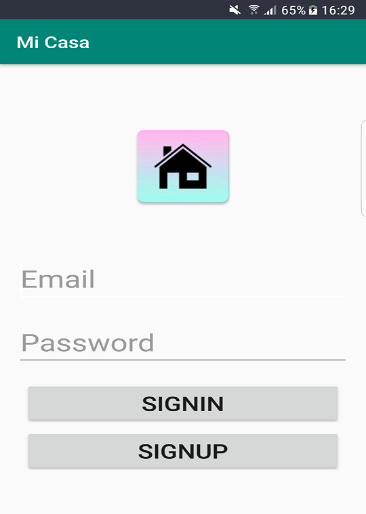 65% 16:29
Mi Casa
Email
Password
SIGNIN
SIGNUP